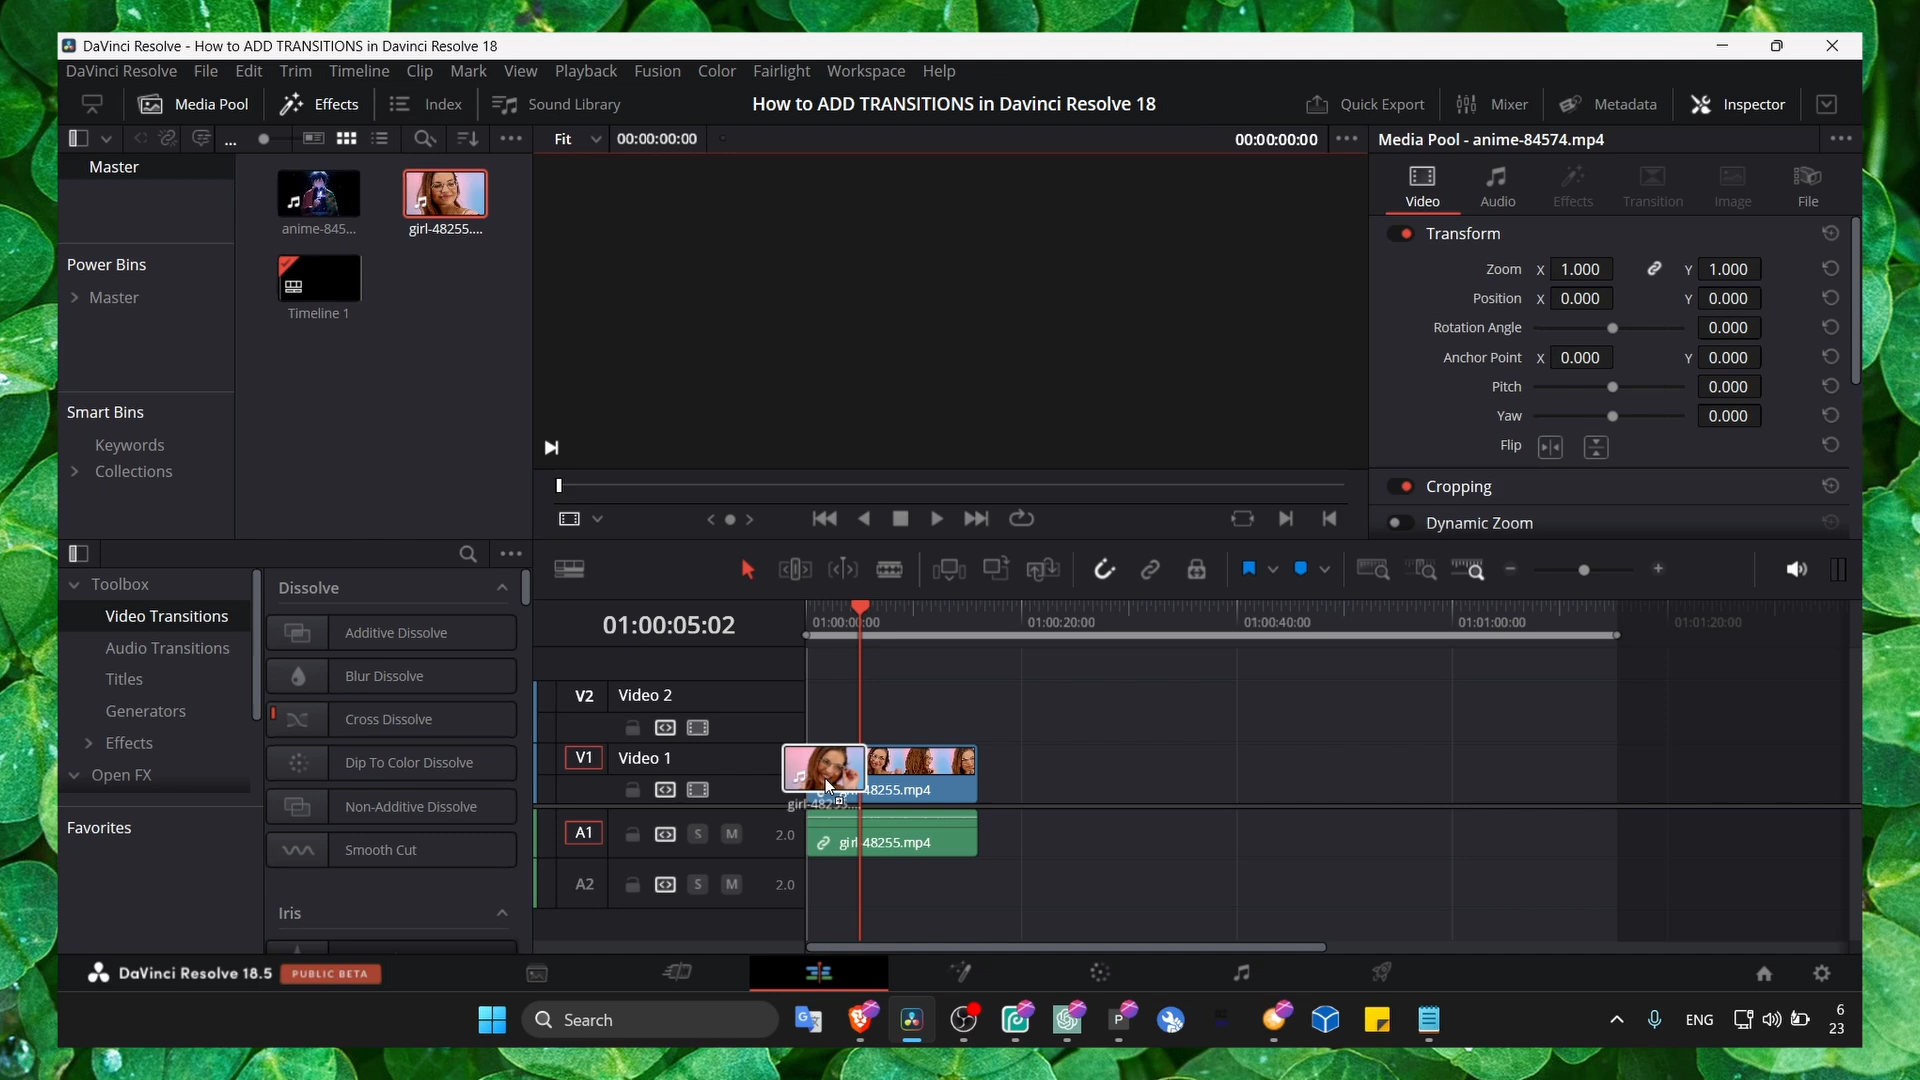 DaVinci Resolve - How to ADD TRANSITIONS in Davinci Resolve 18
DaVinci Resolve File Edit Trim Timeline Clip Mark View Playback Fusion Color Fairlight Workspace Help
Media Pool Effects Index Sound Library How to ADD TRANSITIONS in Davinci Resolve 18 Quick Export Mixer Metadata Inspector
Fit 00:00:00:00 00:00:00:00 Media Pool - anime-84574.mp4
Master
Video Audio Effects Transition Image File
anime-845... girl-48255....
Transform
Power Bins
Zoom X 1.000 Y 1.000
Master
Position X 0.000 Y 0.000
Timeline 1
Rotation Angle 0.000
Anchor Point X 0.000 Y 0.000
Pitch 0.000
Smart Bins
Yaw 0.000
Keywords
Flip
Collections
Cropping
Dynamic Zoom
Toolbox
Dissolve
Video Transitions
Additive Dissolve
01:00:05:02
01:00:00:00 01:00:20:00 01:00:40:00 01:01:00:00 01:01:20:00
Audio Transitions
Blur Dissolve
Titles
V2 Video 2
Generators
Cross Dissolve
Effects
V1 Video 1
Dip To Color Dissolve
Open FX
48255.mp4
Non-Additive Dissolve
girl-48255....
Favorites
A1 S M 2.0
girl-48255.mp4
Smooth Cut
A2 S M 2.0
Iris
DaVinci Resolve 18.5 PUBLIC BETA
Search
ENG
6
23